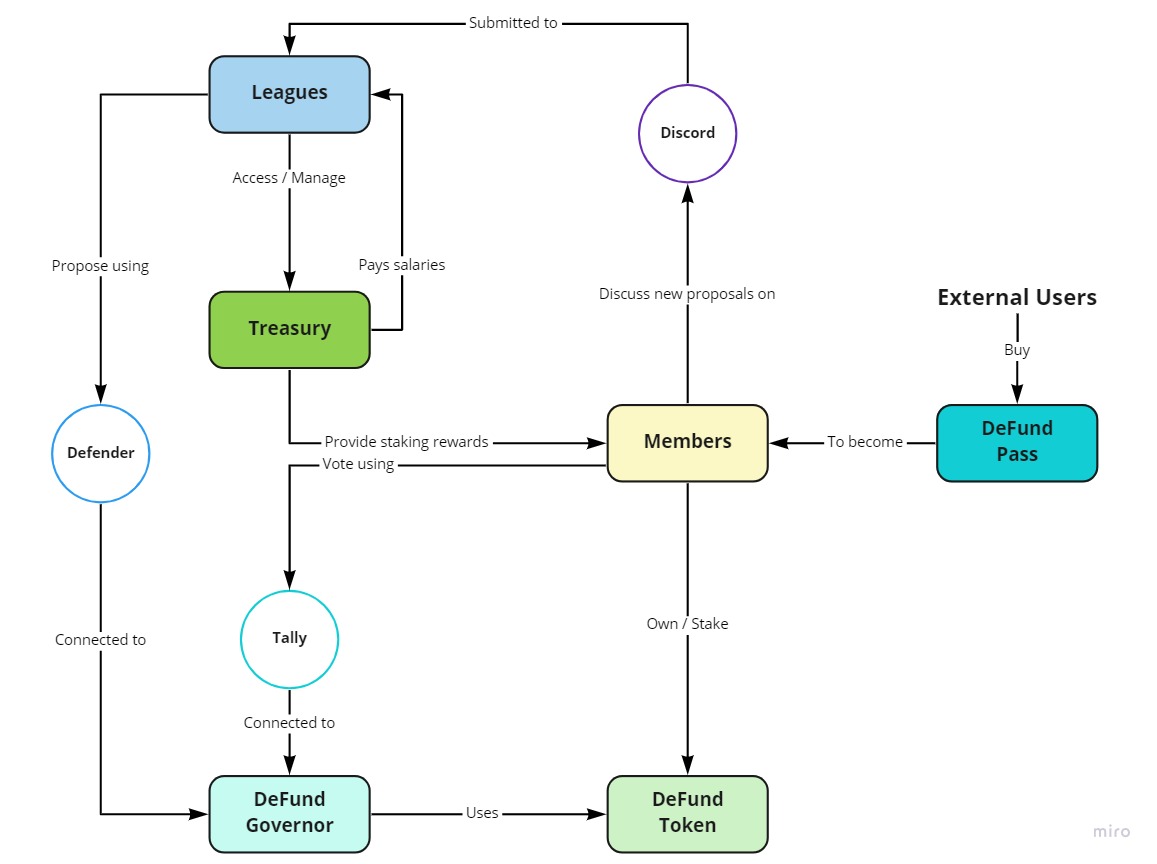 Submitted to
Leagues
Discord
Access / Manage
Propose using
Pays salaries
Discuss new proposals on
External Users
Treasury
Buy
DeFund
Pass
Members
To become
Provide staking rewards
Defender
Vote using
Own / Stake
Tally
Connected to
Connected to
DeFund
Governor
Uses
DeFund
Token
miro